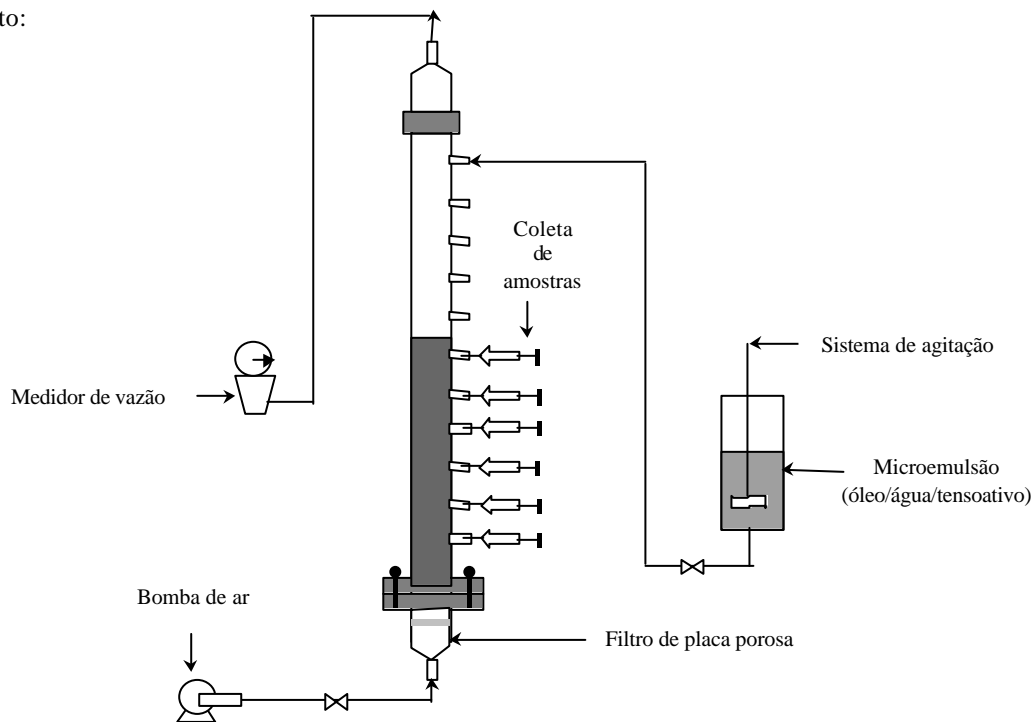 to:
Coleta
de
amostras
Sistema de agitação
Medidor de vazão
Microemulsão
(óleo/água/tensoativo)
Bomba de ar
Filtro de placa porosa